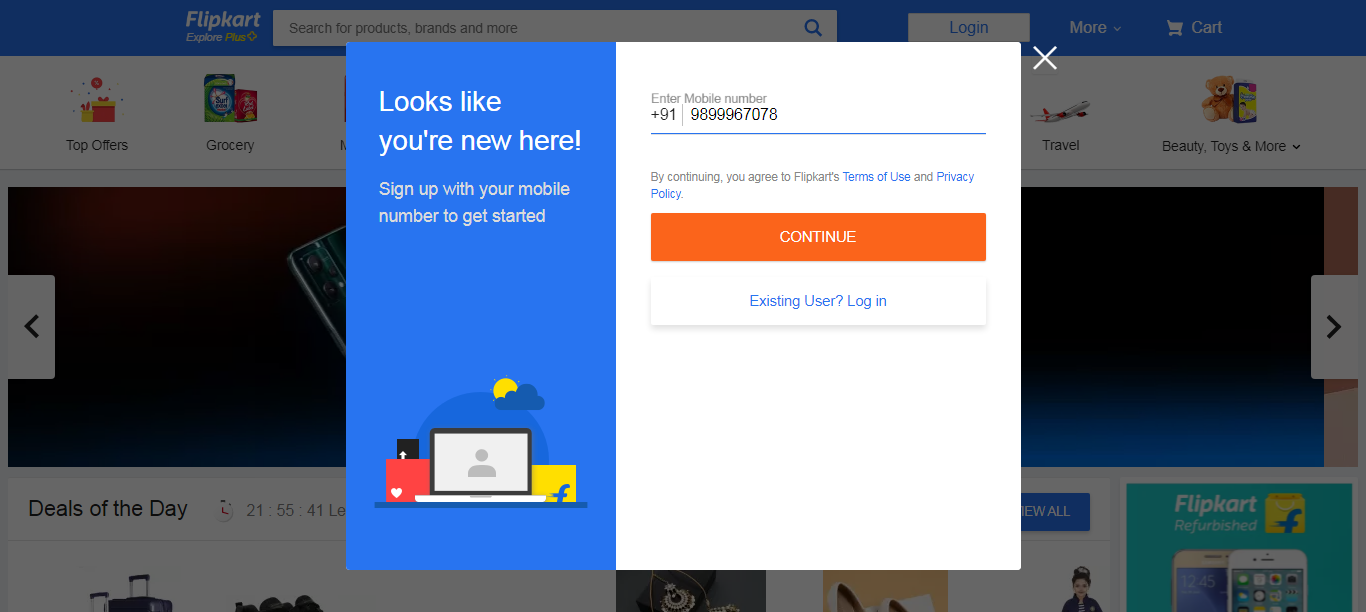 Flipkart
Explore Plus
Search for products, brands and more
Login
More
Cart
Top Offers
Grocery
Travel
Beauty, Toys & More
Looks like
you're new here!
Sign up with your mobile
number to get started
Enter Mobile number
+91 9899967078
By continuing, you agree to Flipkart's Terms of Use and Privacy
Policy.
CONTINUE
Existing User? Log in
Deals of the Day
21 : 55 : 41 Le
VIEW ALL
Flipkart
Refurbished
12:45